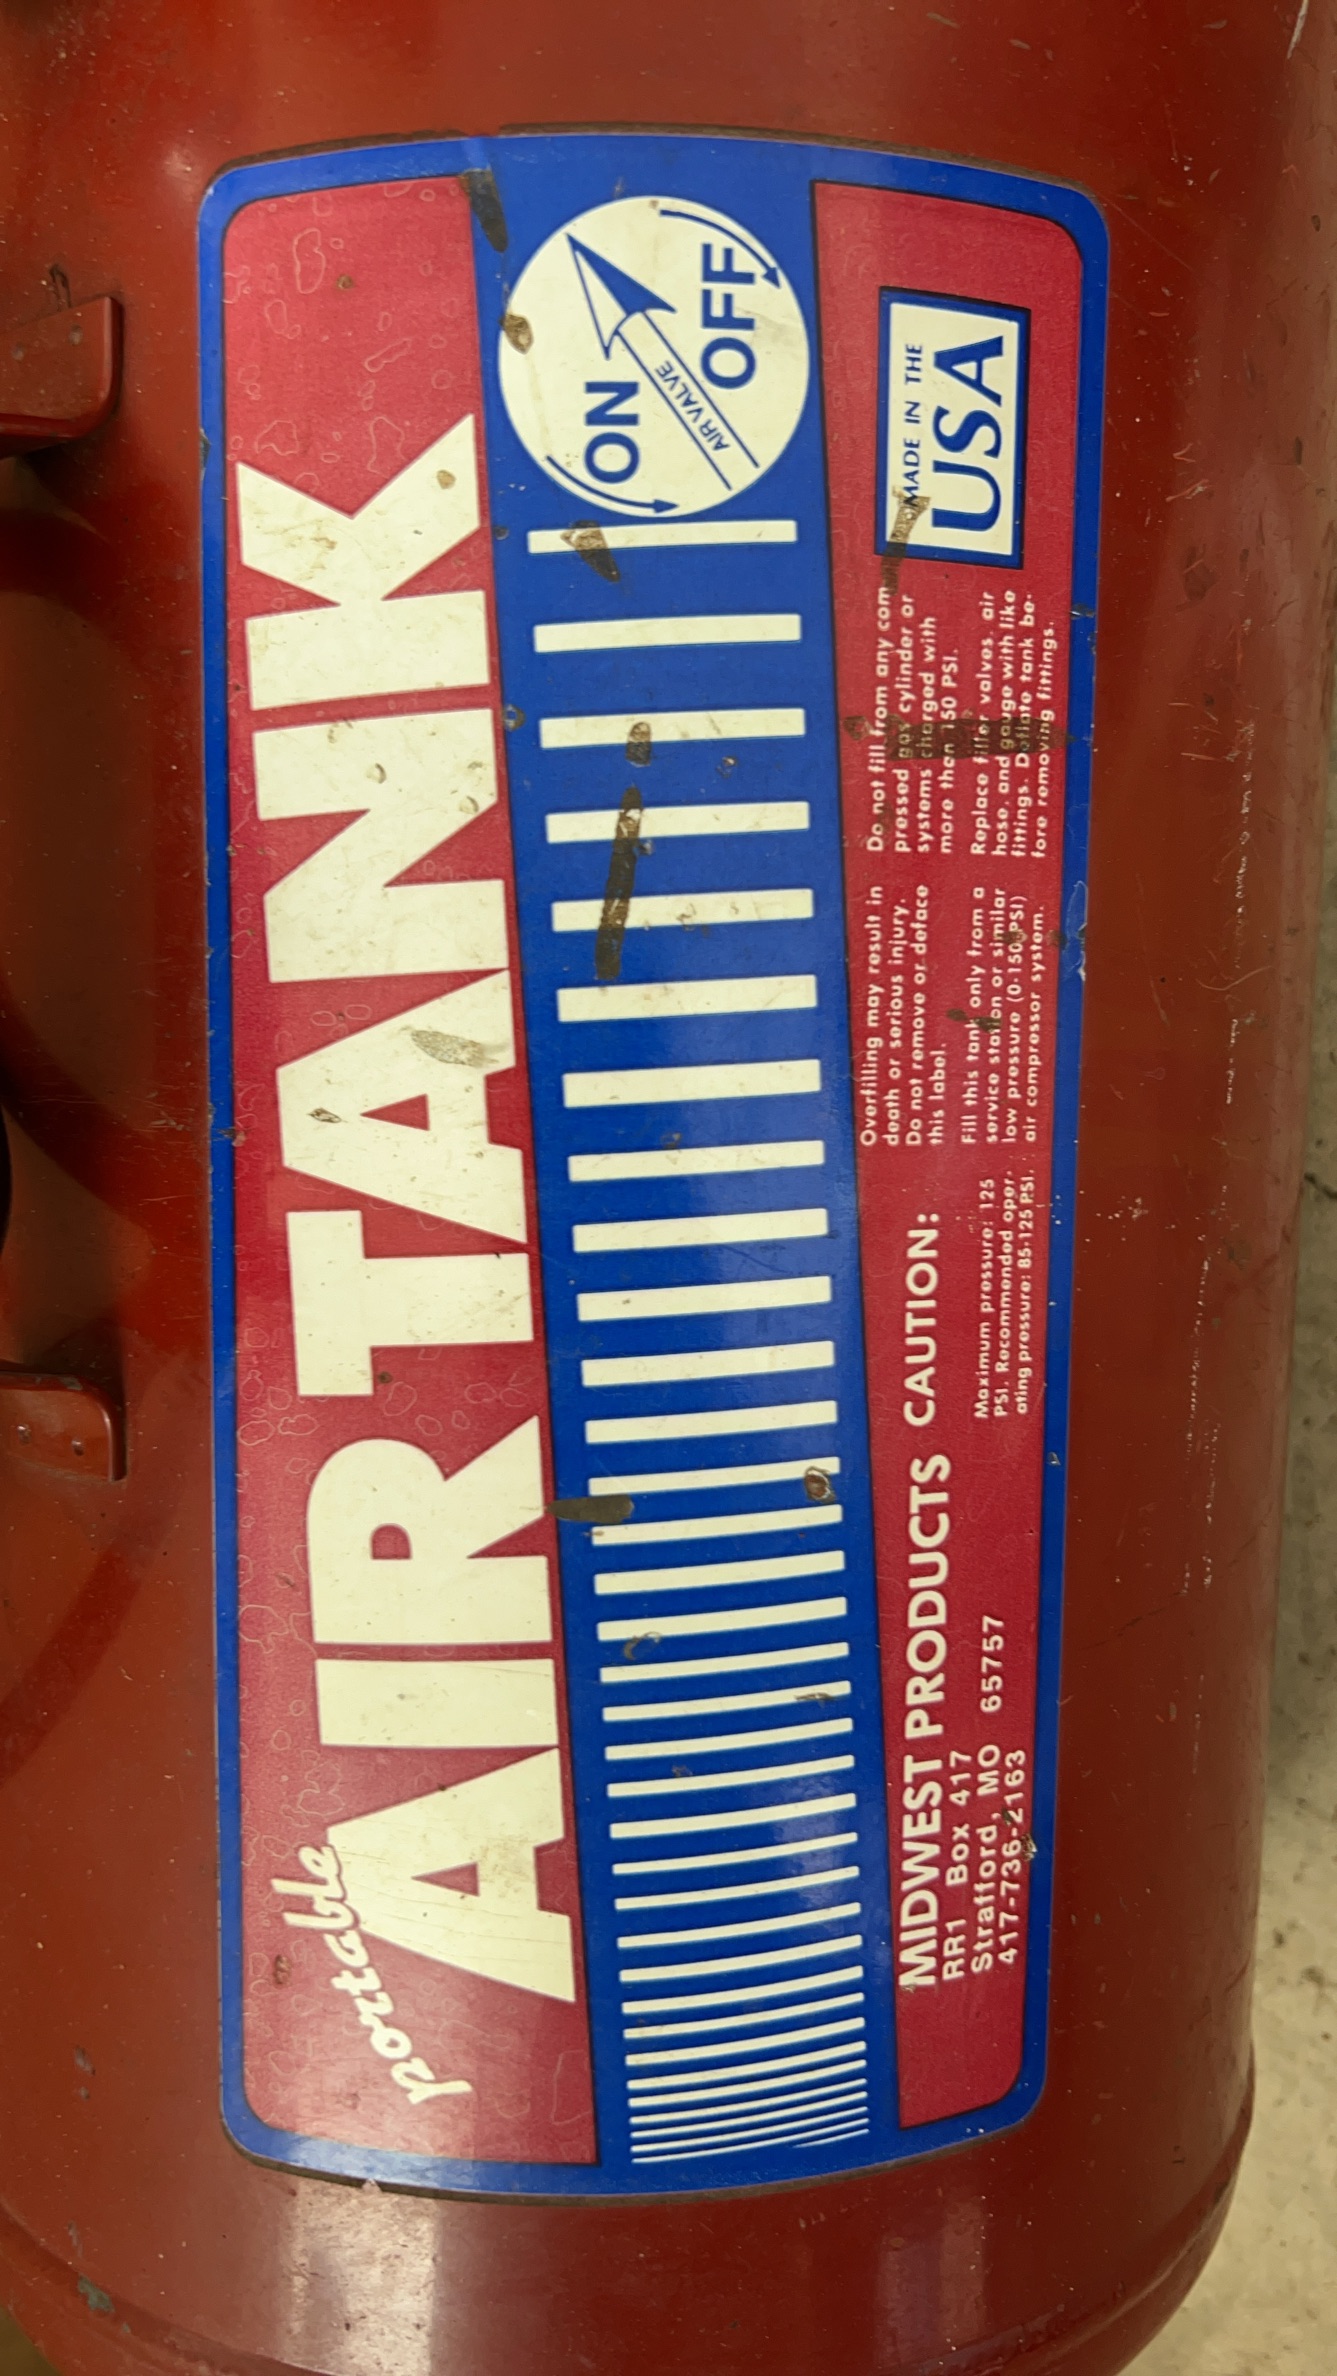 portable
AIR TANK
ON
AIR VALVE
OFF
MIDWEST PRODUCTS
RR1 Box 417
Strafford, MO 65757
417-736-2163
CAUTION:
Maximum pressure: 125
PSI. Recommended oper-
ating pressure: 85-125 PSI.
Overfilling may result in
death or serious injury.
Do not remove or deface
this label.
Fill this tank only from a
service station or similar
low pressure (0-150 PSI)
air compressor system.
Do not fill from any com
pressed gas cylinder or
systems charged with
more then 150 PSI.
Replace filler valves, air
hose, and gauge with like
fittings. Deflate tank be-
fore removing fittings.
MADE IN THE
USA